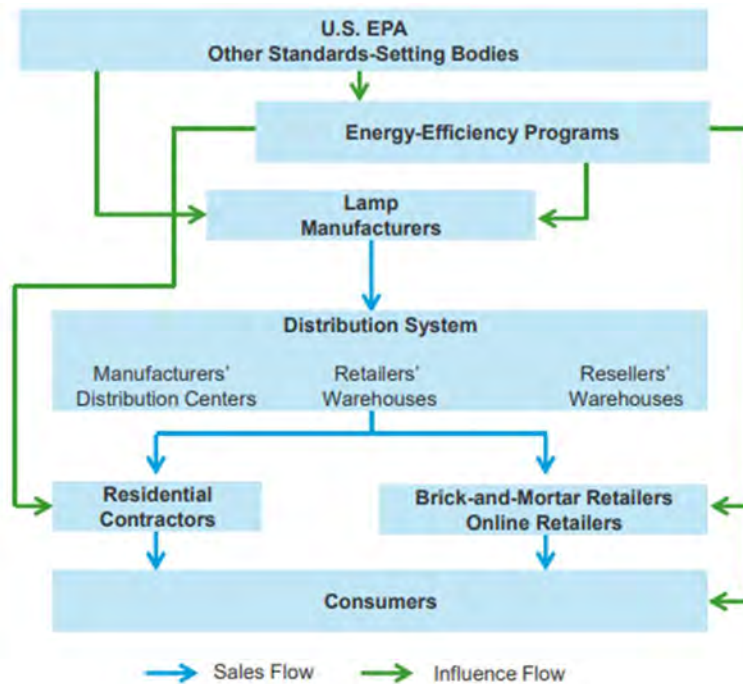 U.S. EPA
Other Standards-Setting Bodies
Energy-Efficiency Programs
Lamp
Manufacturers
Distribution System
Manufacturers'
Distribution Centers
Retailers'
Warehouses
Resellers'
Warehouses
Residential
Contractors
Brick-and-Mortar Retailers
Online Retailers
Consumers
Sales Flow
Influence Flow